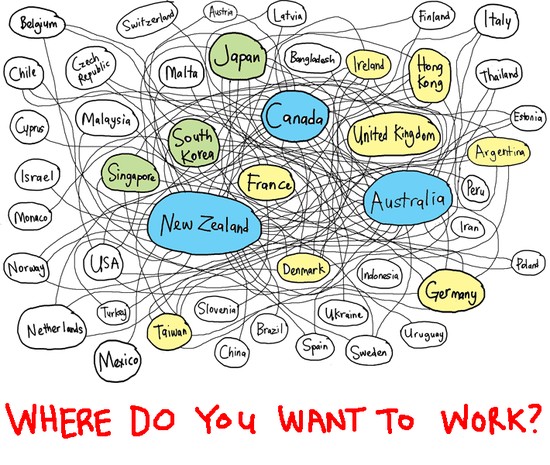 Belgium
Switzerland
Austria
Latvia
Finland
Italy
Japan
Bangladesh
Ireland
Hong
Kong
Chile
Czech
Republic
Malta
Thailand
Canada
Cyprus
Malaysia
South
Korea
United Kingdom
Estonia
Argentina
Israel
Singapore
France
Australia
Peru
Monaco
New Zealand
Iran
Norway
USA
Denmark
Indonesia
Poland
Germany
Netherlands
Turkey
Taiwan
Slovenia
Brazil
Ukraine
Uruguay
Mexico
China
Spain
Sweden
WHERE DO YOU WANT TO WORK?